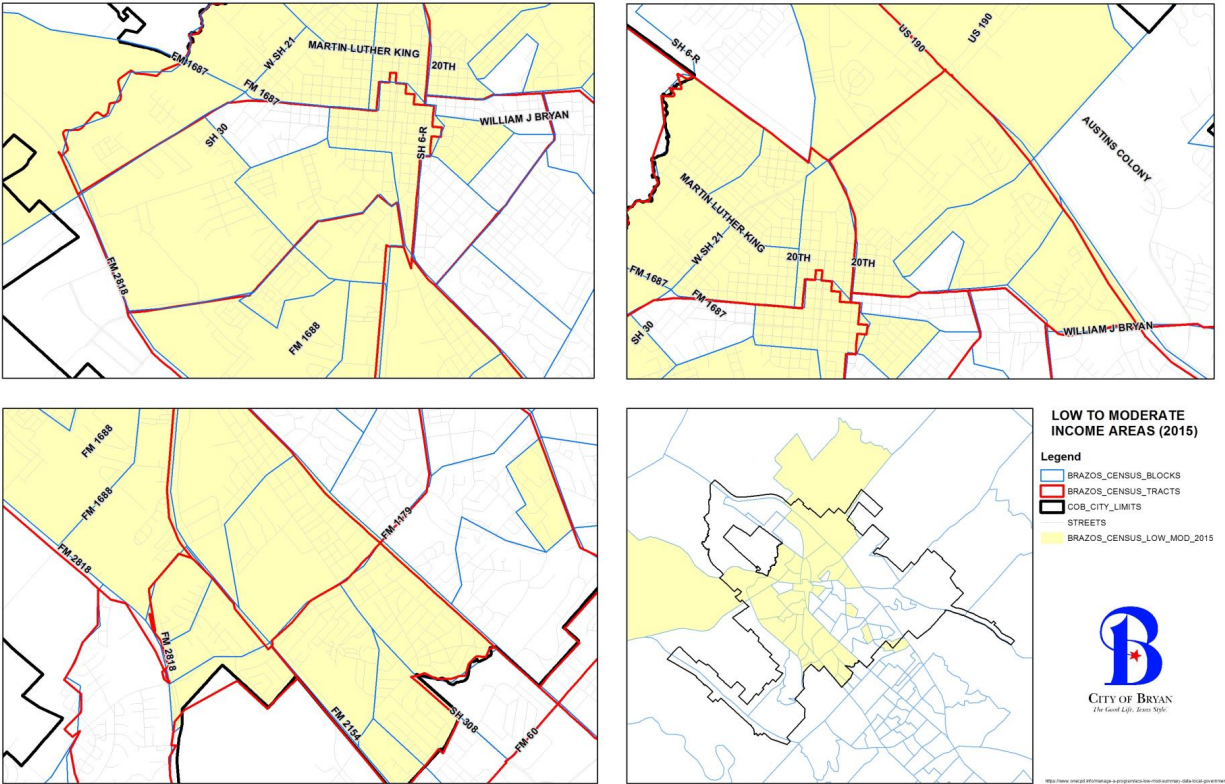 FM 1687
W SH 21
MARTIN LUTHER KING
20TH
FM 1687
WILLIAM J BRYAN
SH 30
SH 6-R
FM 2818
FM 1688
US 190
US 190
SH 6-R
AUSTINS COLONY
MARTIN LUTHER KING
W SH 21
20TH
20TH
FM-1687
FM 1687
SH 30
WILLIAM J BRYAN
FM 1688
FM-1688
FM-1179
FM-2818
FM 2818
FM 2154
SH-308
FM-60
LOW TO MODERATE
INCOME AREAS (2015)
Legend
BRAZOS_CENSUS_BLOCKS
BRAZOS_CENSUS_TRACTS
COB_CITY_LIMITS
STREETS
BRAZOS_CENSUS_LOW_MOD_2015
B
CITY OF BRYAN
The Good Life, Texas Style.